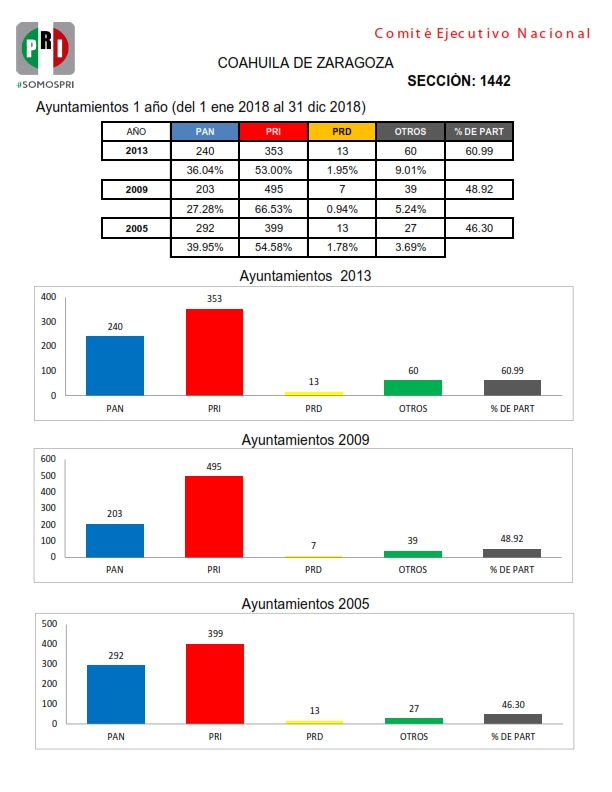 Comité Ejecutivo Nacional
PRI
#SOMOSPRI
COAHUILA DE ZARAGOZA
SECCIÓN: 1442
Ayuntamientos 1 año (del 1 ene 2018 al 31 dic 2018)
AÑO PAN PRI PRD OTROS % DE PART
2013 240 353 13 60 60.99
36.04% 53.00% 1.95% 9.01%
2009 203 495 7 39 48.92
27.28% 66.53% 0.94% 5.24%
2005 292 399 13 27 46.30
39.95% 54.58% 1.78% 3.69%
Ayuntamientos 2013
400
300
200
100
0
240 353 13 60 60.99
PAN PRI PRD OTROS % DE PART
Ayuntamientos 2009
600
500
400
300
200
100
0
203 495 7 39 48.92
PAN PRI PRD OTROS % DE PART
Ayuntamientos 2005
500
400
300
200
100
0
292 399 13 27 46.30
PAN PRI PRD OTROS % DE PART